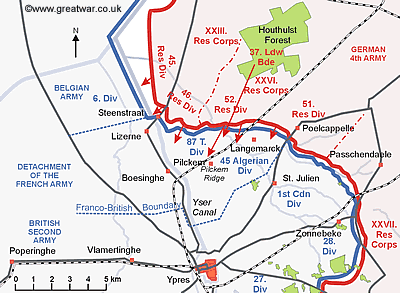 ©www.greatwar.co.uk
N
45.
Res Div
XXIII.
Res Corps
Houthulst
Forest
37. Ldw
Bde
GERMAN
4th ARMY
BELGIAN
ARMY
6. Div
46.
Res Div
52.
Res Div
XXVI.
Res Corps
51.
Res Div
Steenstraat
Lizerne
87 T.
Div
Langemarck
Poelcappelle
Passchendaele
DETACHMENT
OF THE
FRENCH ARMY
Boesinghe
Pilckem
Pilckem
Ridge
45 Algerian
Div
St. Julien
1st Cdn
Div
Franco-British Boundary
Yser
Canal
BRITISH
SECOND
ARMY
Zonnebeke
28.
Div
XXVII.
Res Corps
Poperinghe
Vlamertinghe
Ypres
27.
Div
0 1 2 3 4 5 km